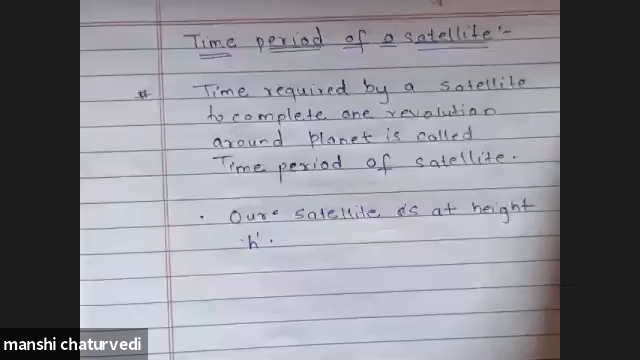 Time period of a satellite:-
# Time required by a satellite
to complete one revolution
around planet is called
Time period of satellite.
• Our satellite is at height
'h'.
manshi chaturvedi